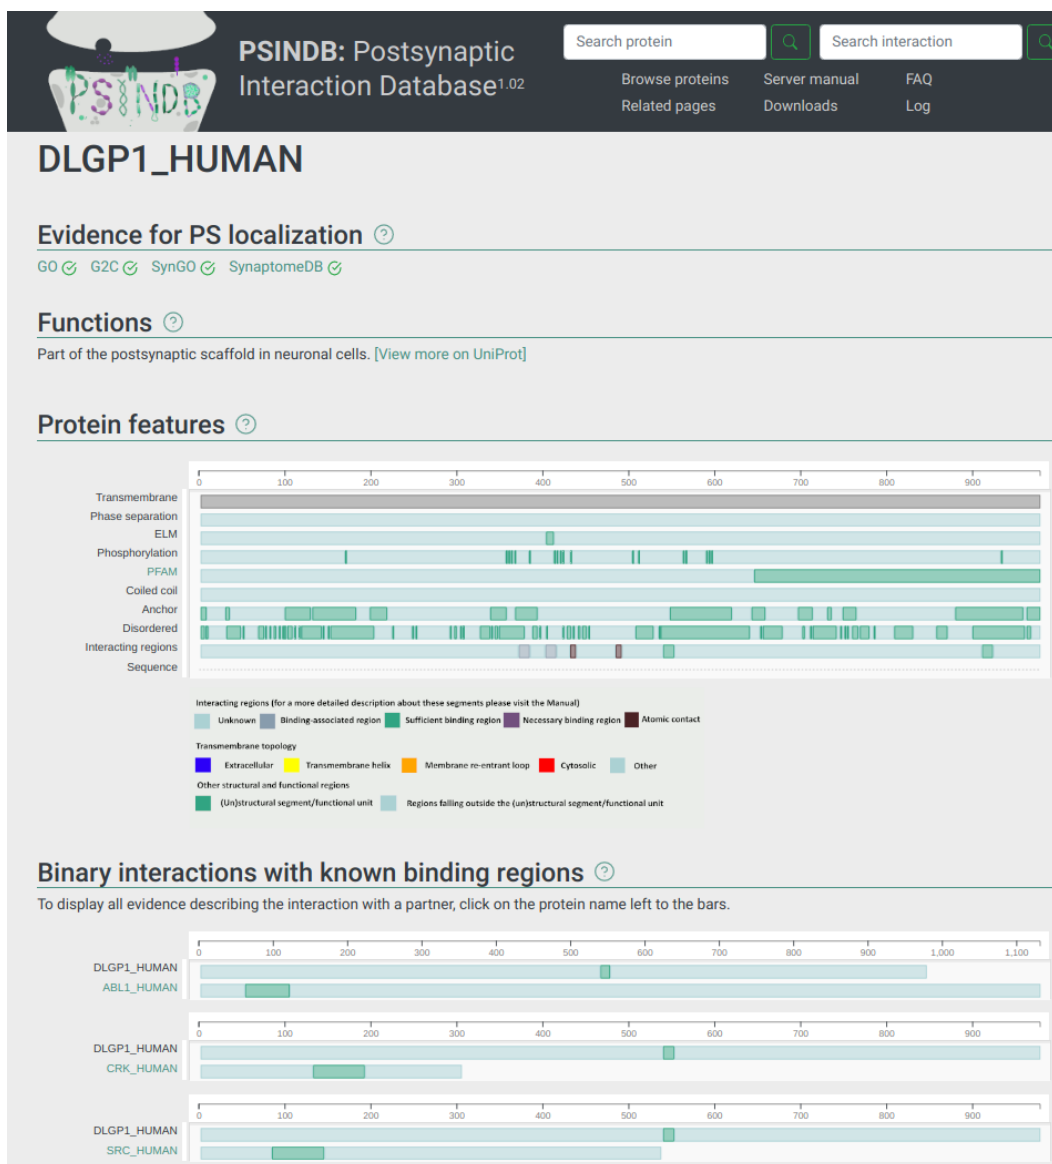 PSINDB
PSINDB: Postsynaptic
Interaction Database1.02
Search protein
Search interaction
Browse proteins
Server manual
FAQ
Related pages
Downloads
Log
DLGP1_HUMAN
Evidence for PS localization ?
GO G2C SynGO SynaptomeDB
Functions ?
Part of the postsynaptic scaffold in neuronal cells. [View more on UniProt]
Protein features ?
0 100 200 300 400 500 600 700 800 900
Transmembrane
Phase separation
ELM
Phosphorylation
PFAM
Coiled coil
Anchor
Disordered
Interacting regions
Sequence
Interacting regions (for a more detailed description about these segments please visit the Manual)
Unknown Binding-associated region Sufficient binding region Necessary binding region Atomic contact
Transmembrane topology
Extracellular Transmembrane helix Membrane re-entrant loop Cytosolic Other
Other structural and functional regions
(Un)structural segment/functional unit Regions falling outside the (un)structural segment/functional unit
Binary interactions with known binding regions ?
To display all evidence describing the interaction with a partner, click on the protein name left to the bars.
0 100 200 300 400 500 600 700 800 900 1,000 1,100
DLGP1_HUMAN
ABL1_HUMAN
0 100 200 300 400 500 600 700 800 900
DLGP1_HUMAN
CRK_HUMAN
0 100 200 300 400 500 600 700 800 900
DLGP1_HUMAN
SRC_HUMAN